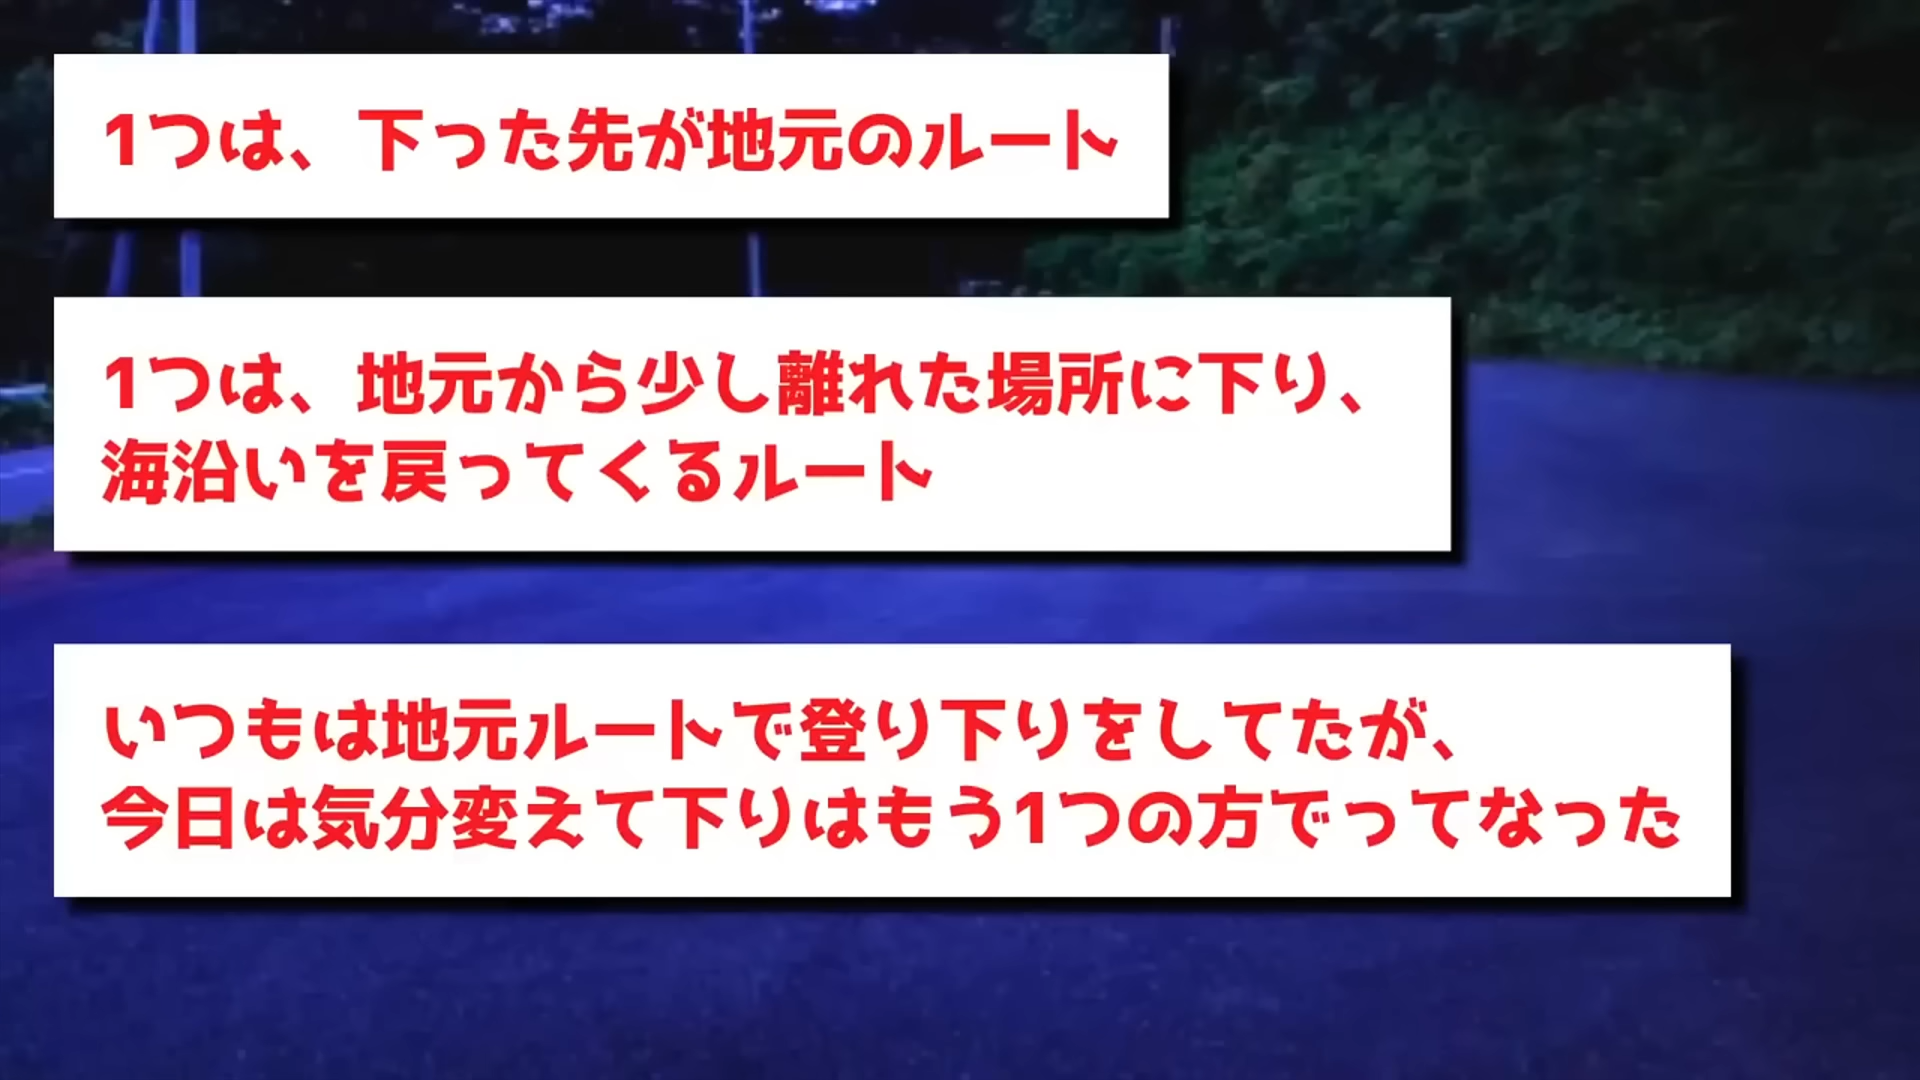 1つは、下った先が地元のルート
1つは、地元から少し離れた場所に下り、
海沿いを戻ってくるルート
いつもは地元ルートで登り下りをしてたが、
今日は気分変えて下りはもう1つの方でってなった